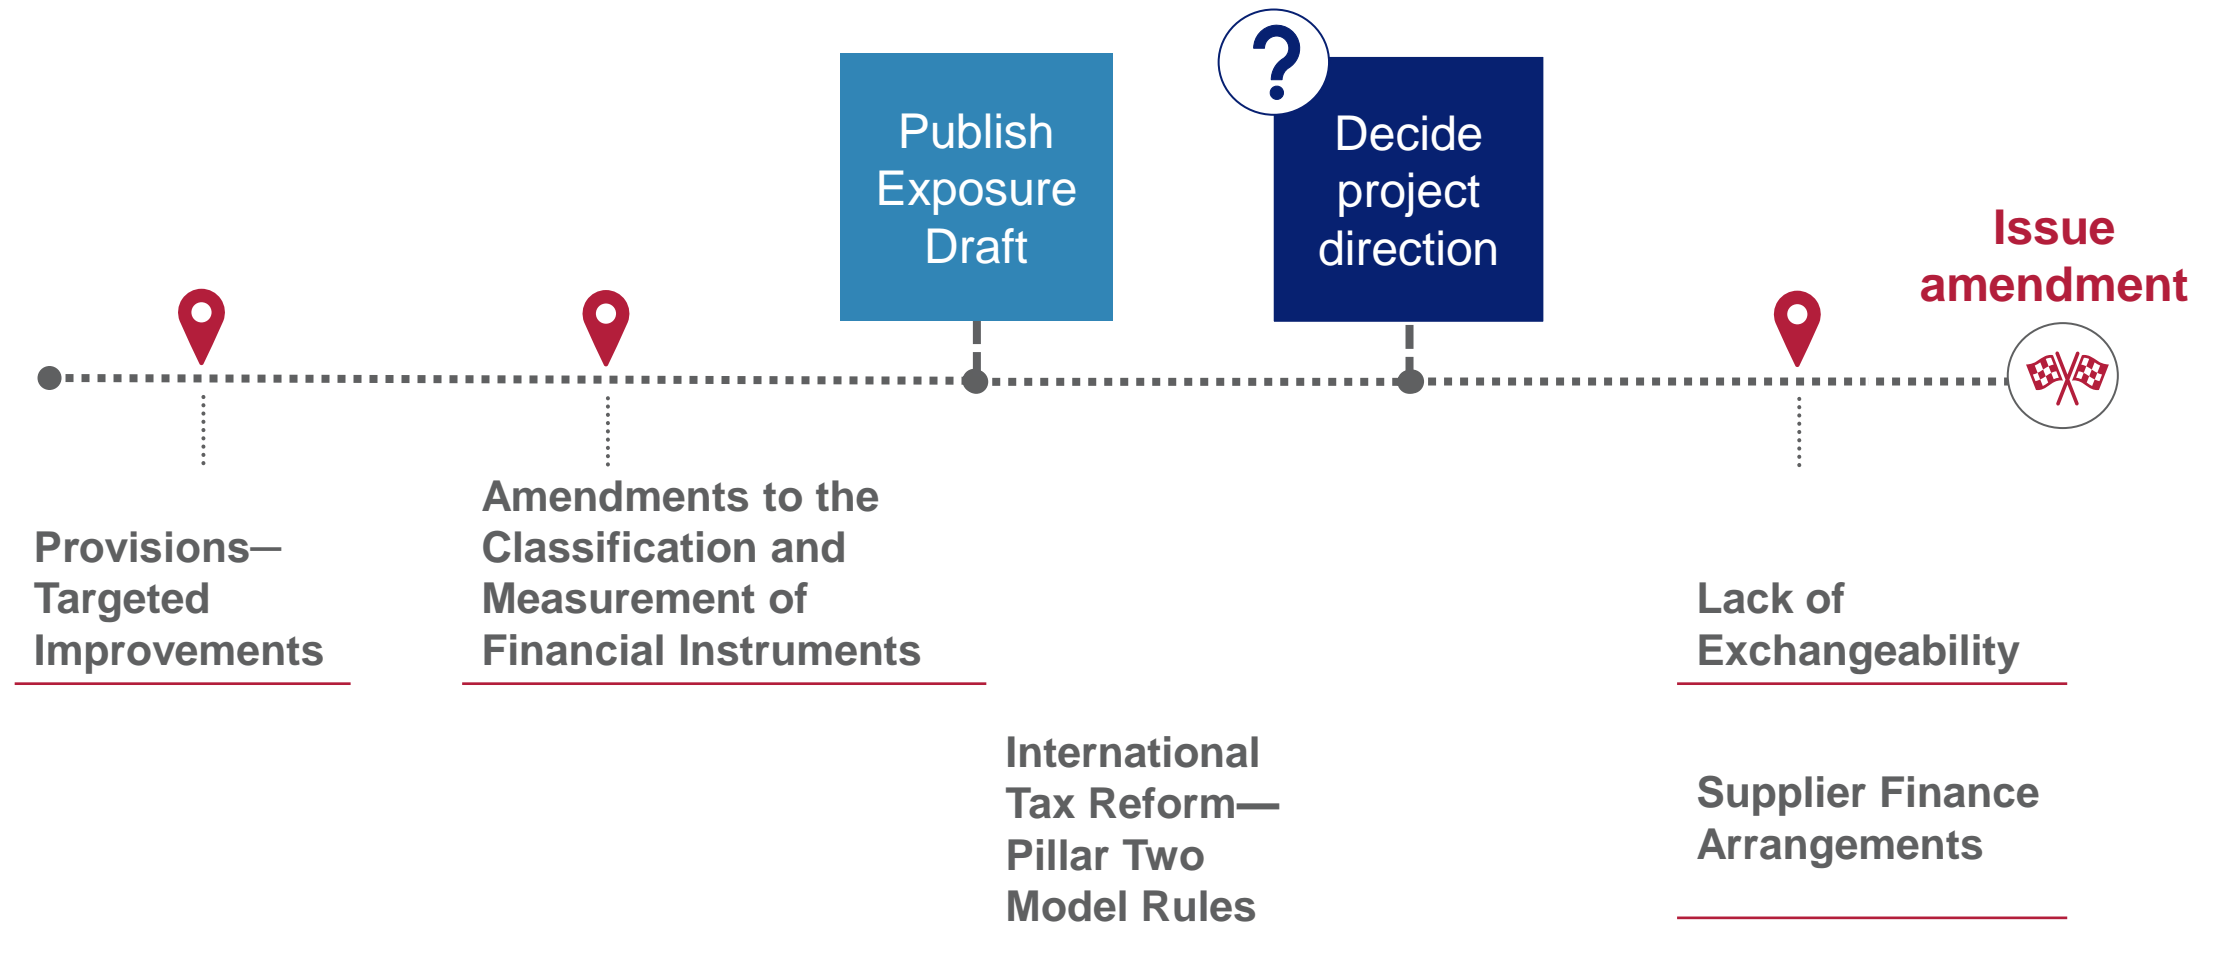 ?
Publish
Exposure
Draft
Decide
project
direction
Issue
amendment
Provisions—
Targeted
Improvements
Amendments to the
Classification and
Measurement of
Financial Instruments
Lack of
Exchangeability
International
Tax Reform—
Pillar Two
Model Rules
Supplier Finance
Arrangements